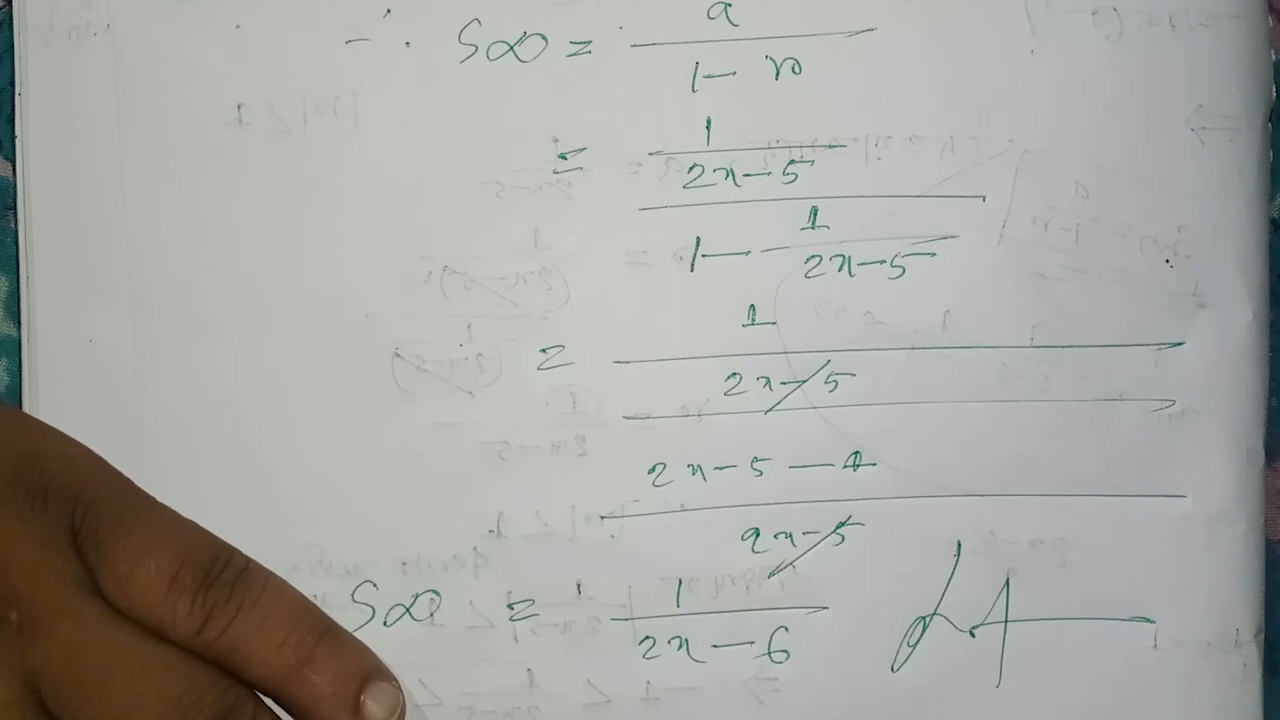 ∴ S∞ = a / 1 - r
= 1 / 2x-5 / 1 - 1 / 2x-5
= 1 / 2x-5 / 2x-5-1 / 2x-5
S∞ = 1 / 2x-6